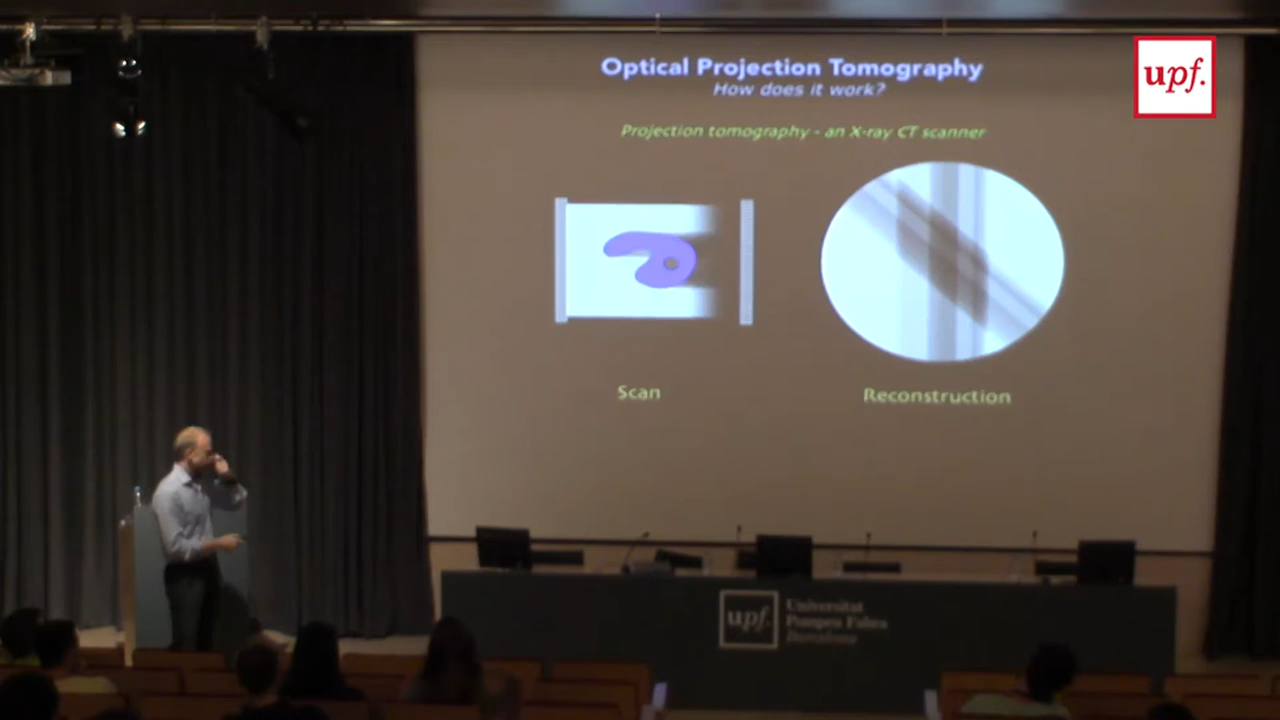 Optical Projection Tomography
How does it work?
upf.
Projection tomography - an X-ray CT scanner
Scan
Reconstruction
upf.
Universitat
Pompeu Fabra
Barcelona